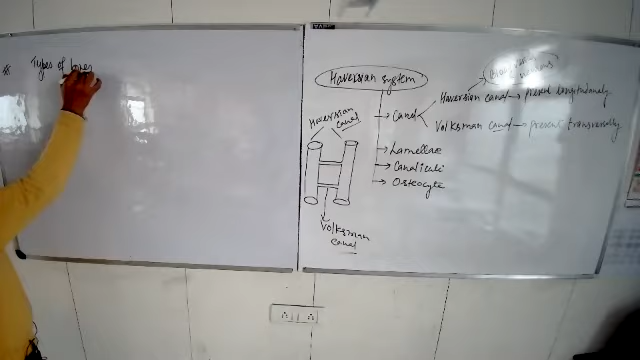 * Types of bones
Haversian system
Haversian canal → present longitudinaly
→ Canal
Volksman canal → present transversally
Haversian
canal
→ Lamellae
→ Canaliculi
→ Osteocyte
Volksman
canal